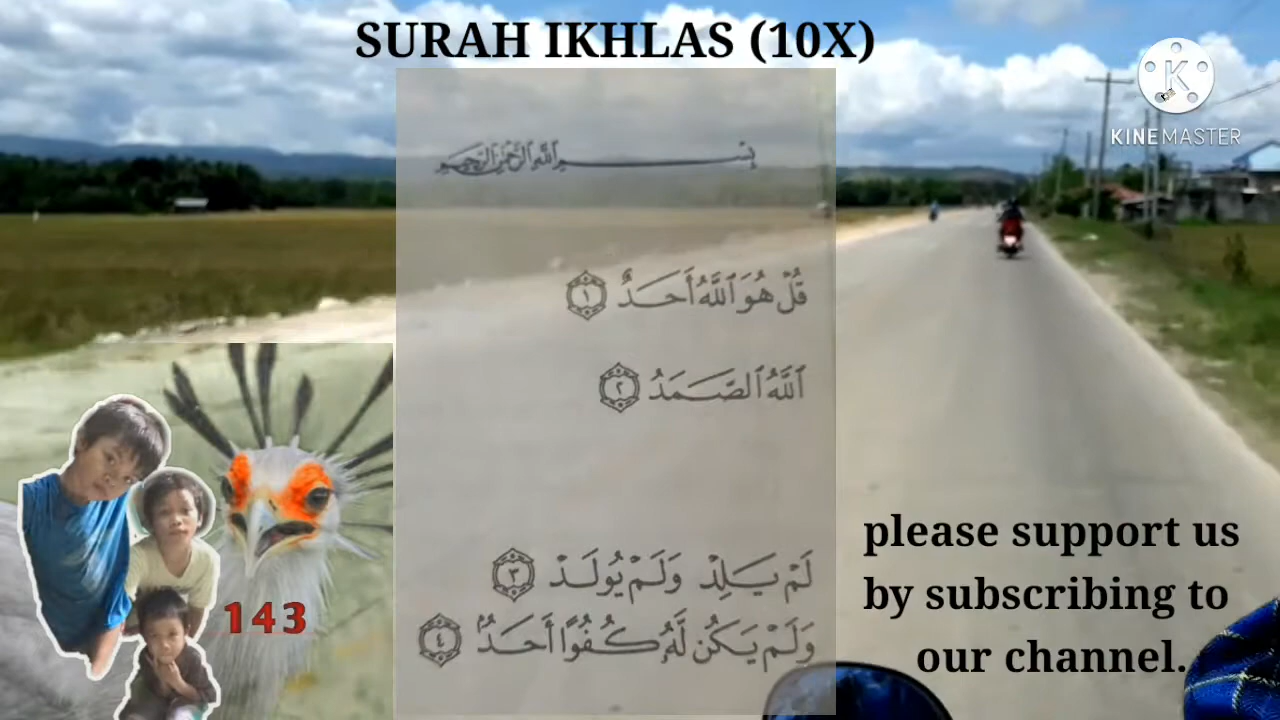 SURAH IKHLAS (10X)
KINEMASTER
بِسْمِ ٱللَّهِ ٱلرَّحْمَٰنِ ٱلرَّحِيمِ
قُلْ هُوَ ٱللَّهُ أَحَدٌ ١
ٱللَّهُ ٱلصَّمَدُ ٢
لَمْ يَلِدْ وَلَمْ يُولَدْ ٣
وَلَمْ يَكُن لَّهُۥ كُفُوًا أَحَدٌۢ ٤
143
please support us
by subscribing to
our channel.